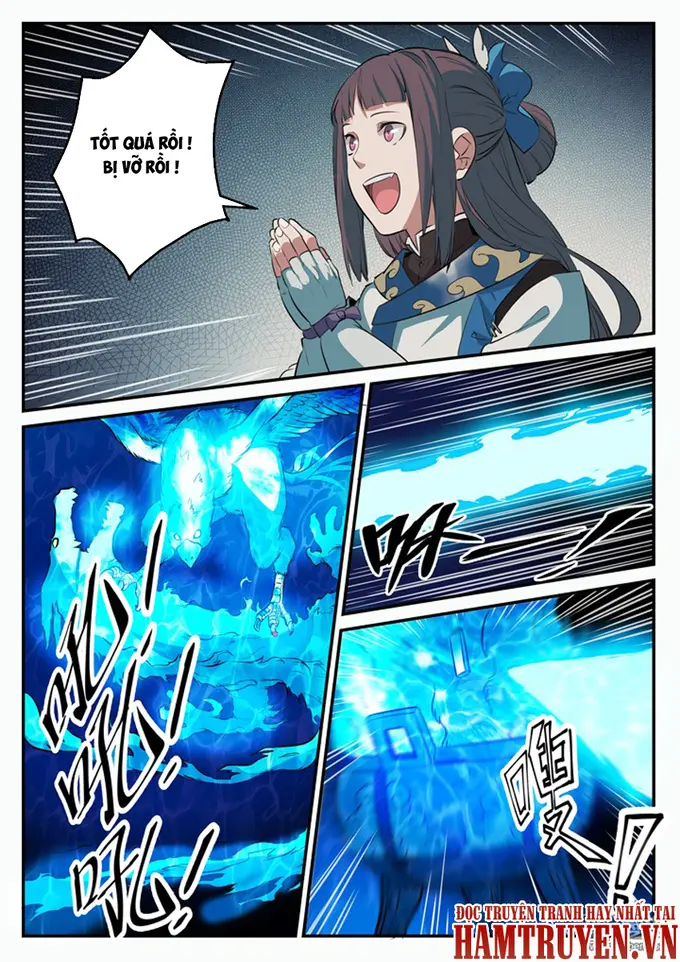 TỐT QUÁ RỒI !
BỊ VỠ RỒI !
咻—！
吼！
吼！
吼！
嗖！
ĐỌC TRUYỆN TRANH HAY NHẤT TẠI
HAMTRUYEN.VN